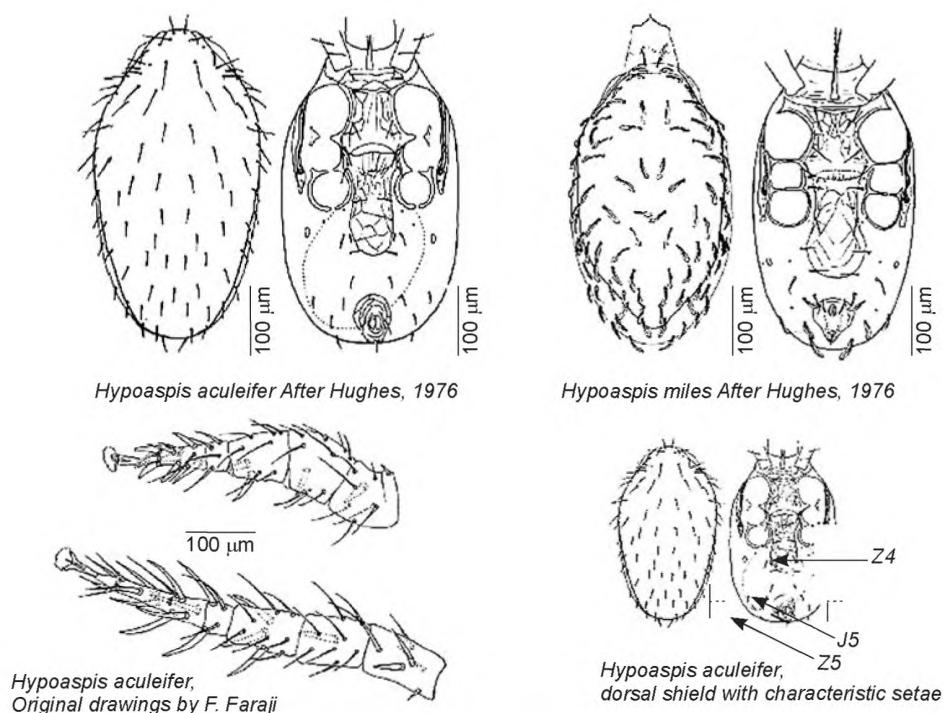 100 µm
100 µm
100 µm
100 µm
Hypoaspis aculeifer After Hughes, 1976
Hypoaspis miles After Hughes, 1976
100 µm
Hypoaspis aculeifer,
Original drawings by F. Faraji
Z4
J5
Z5
Hypoaspis aculeifer,
dorsal shield with characteristic setae